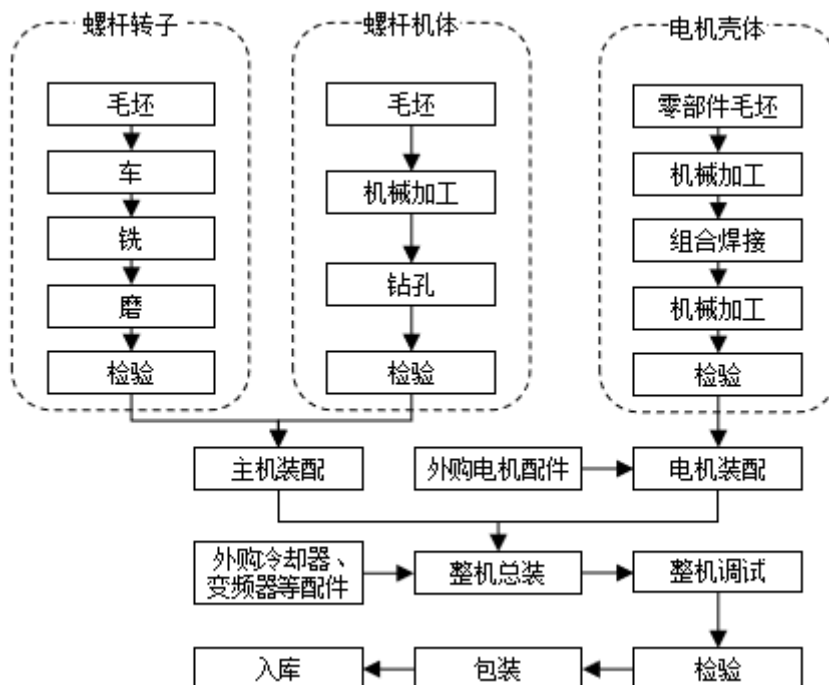 螺杆转子
毛坯
车
铣
磨
检验
螺杆机体
毛坯
机械加工
钻孔
检验
电机壳体
零部件毛坯
机械加工
组合焊接
机械加工
检验
主机装配
外购电机配件
电机装配
外购冷却器、
变频器等配件
整机总装
整机调试
检验
包装
入库